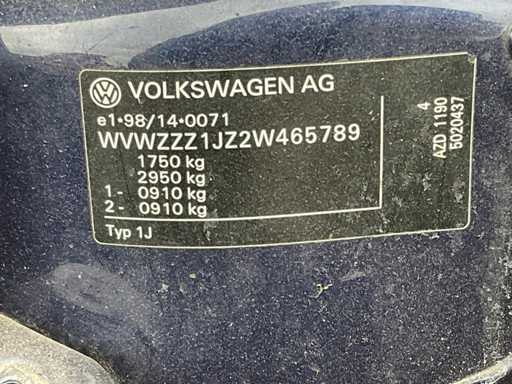 VOLKSWAGEN AG
e1*98/14*0071
WVWZZZ1JZ2W465789
1750 kg
2950 kg
1- 0910 kg
2- 0910 kg
Typ 1J
4
AZD 1190
5020437